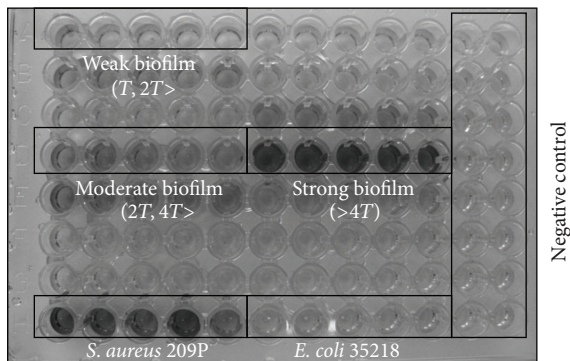 Weak biofilm
(T, 2T>
Moderate biofilm
(2T, 4T>
Strong biofilm
(>4T)
S. aureus 209P
E. coli 35218
Negative control